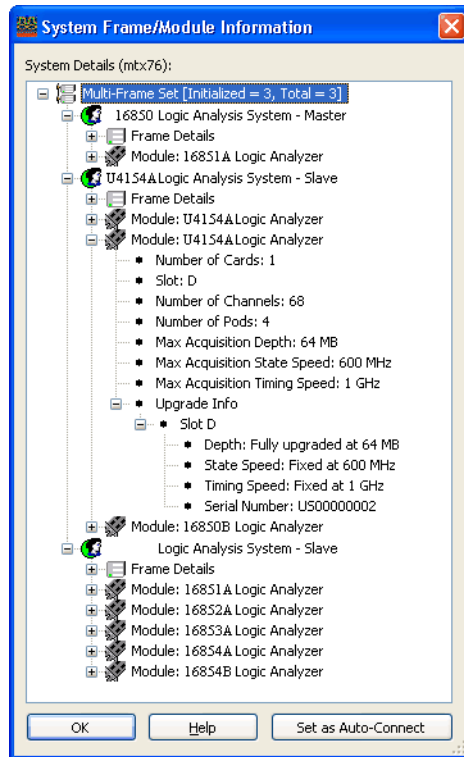 System Frame/Module Information
System Details (mtx76):
Multi-Frame Set [Initialized = 3, Total = 3]
16850 Logic Analysis System - Master
Frame Details
Module: 16851A Logic Analyzer
U4154ALogic Analysis System - Slave
Frame Details
Module: U4154ALogic Analyzer
Module: U4154ALogic Analyzer
Number of Cards: 1
Slot: D
Number of Channels: 68
Number of Pods: 4
Max Acquisition Depth: 64 MB
Max Acquisition State Speed: 600 MHz
Max Acquisition Timing Speed: 1 GHz
Upgrade Info
Slot D
Depth: Fully upgraded at 64 MB
State Speed: Fixed at 600 MHz
Timing Speed: Fixed at 1 GHz
Serial Number: US00000002
Module: 16850B Logic Analyzer
Logic Analysis System - Slave
Frame Details
Module: 16851A Logic Analyzer
Module: 16852A Logic Analyzer
Module: 16853A Logic Analyzer
Module: 16854A Logic Analyzer
Module: 16854B Logic Analyzer
OK Help Set as Auto-Connect